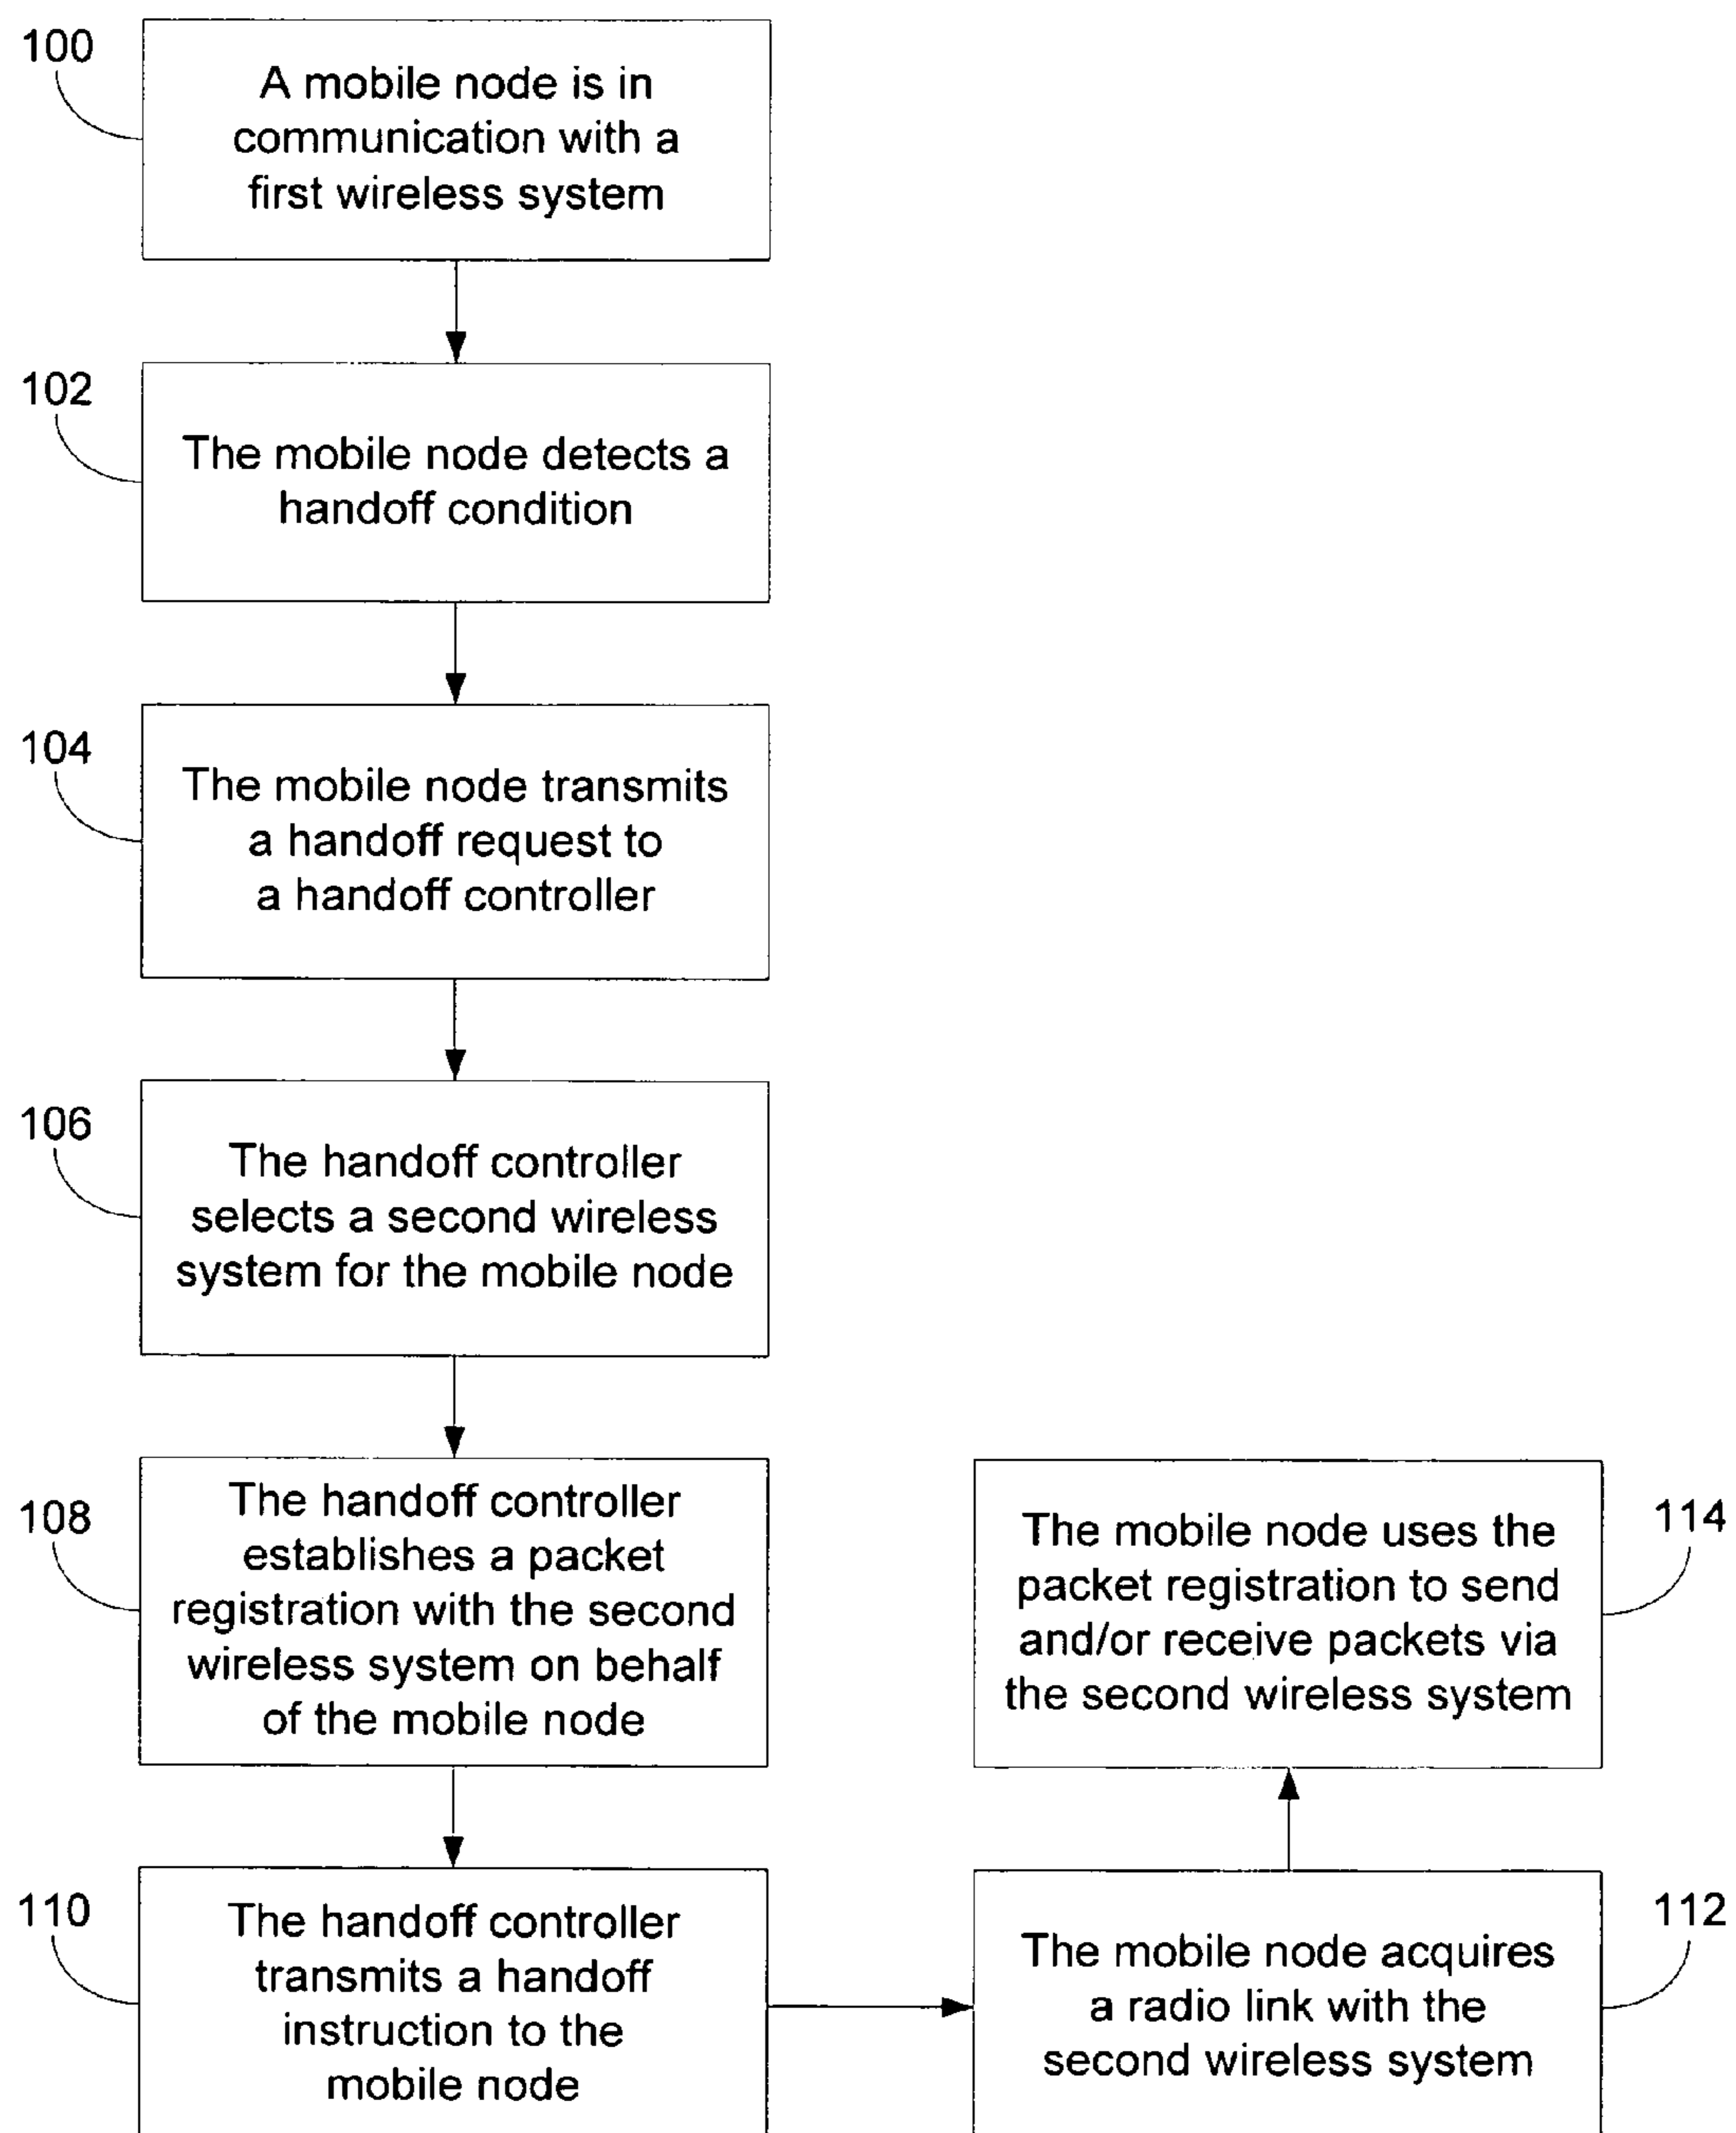 100
A mobile node is in
communication with a
first wireless system
102
The mobile node detects a
handoff condition
104
The mobile node transmits
a handoff request to
a handoff controller
106
The handoff controller
selects a second wireless
system for the mobile node
108
The handoff controller
establishes a packet
registration with the second
wireless system on behalf
of the mobile node
110
The handoff controller
transmits a handoff
instruction to the
mobile node
112
The mobile node acquires
a radio link with the
second wireless system
114
The mobile node uses the
packet registration to send
and/or receive packets via
the second wireless system